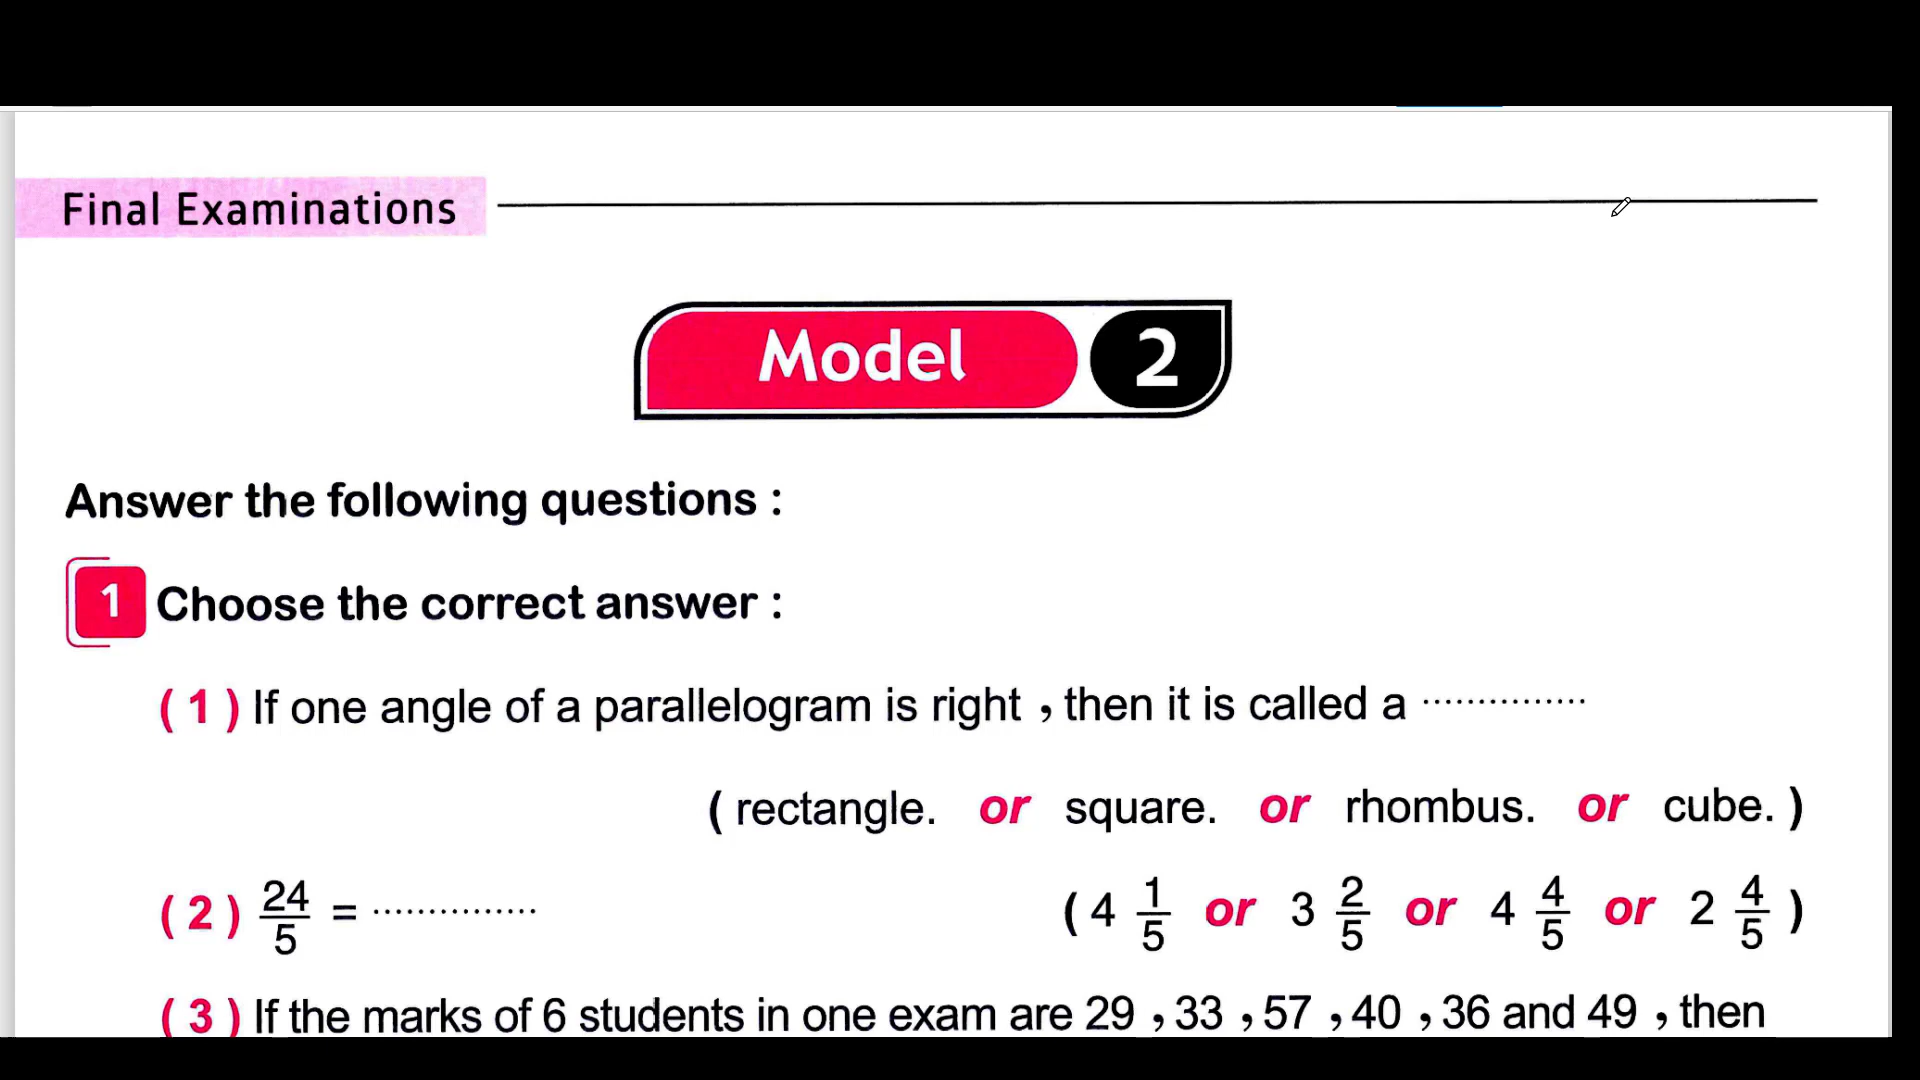 Final Examinations
Model 2
Answer the following questions :
1 Choose the correct answer :
( 1 ) If one angle of a parallelogram is right , then it is called a ...............
( rectangle. or square. or rhombus. or cube. )
( 2 ) 24/5 = ............... ( 4 1/5 or 3 2/5 or 4 4/5 or 2 4/5 )
( 3 ) If the marks of 6 students in one exam are 29 , 33 , 57 , 40 , 36 and 49 , then